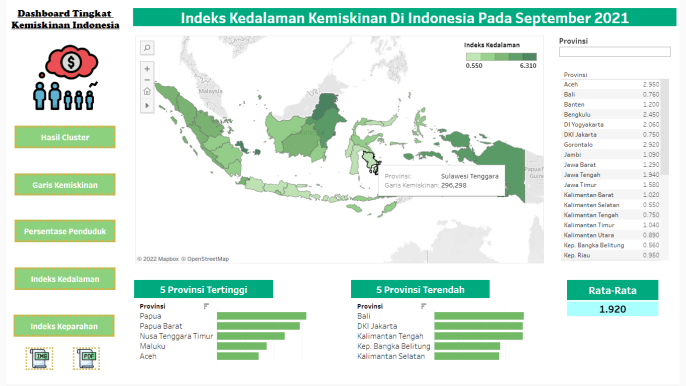 Dashboard Tingkat
Kemiskinan Indonesia
$
Hasil Cluster
Garis Kemiskinan
Persentase Penduduk
Indeks Kedalaman
Indeks Keparahan
IMG
PDF
Indeks Kedalaman Kemiskinan Di Indonesia Pada September 2021
Indeks Kedalaman
0.550 6.310
Malaysia
Papua
Provinsi: Sulawesi Tenggara
Garis Kemiskinan: 296,298
© 2022 Mapbox © OpenStreetMap
Provinsi
Provinsi
Aceh 2.950
Bali 0.760
Banten 1.200
Bengkulu 2.480
DI Yogyakarta 2.060
DKI Jakarta 0.750
Gorontalo 2.920
Jambi 1.090
Jawa Barat 1.290
Jawa Tengah 1.940
Jawa Timur 1.580
Kalimantan Barat 1.020
Kalimantan Selatan 0.550
Kalimantan Tengah 0.750
Kalimantan Timur 1.040
Kalimantan Utara 0.890
Kep. Bangka Belitung 0.560
Kep. Riau 0.980
5 Provinsi Tertinggi
Provinsi
Papua
Papua Barat
Nusa Tenggara Timur
Maluku
Aceh
5 Provinsi Terendah
Provinsi
Bali
DKI Jakarta
Kalimantan Tengah
Kep. Bangka Belitung
Kalimantan Selatan
Rata-Rata
1.920